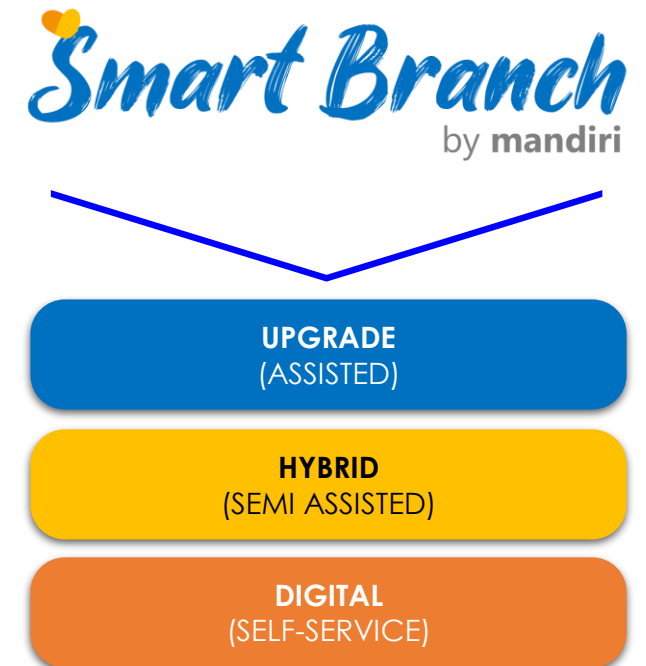 Smart Branch
by mandiri
UPGRADE
(ASSISTED)
HYBRID
(SEMI ASSISTED)
DIGITAL
(SELF-SERVICE)